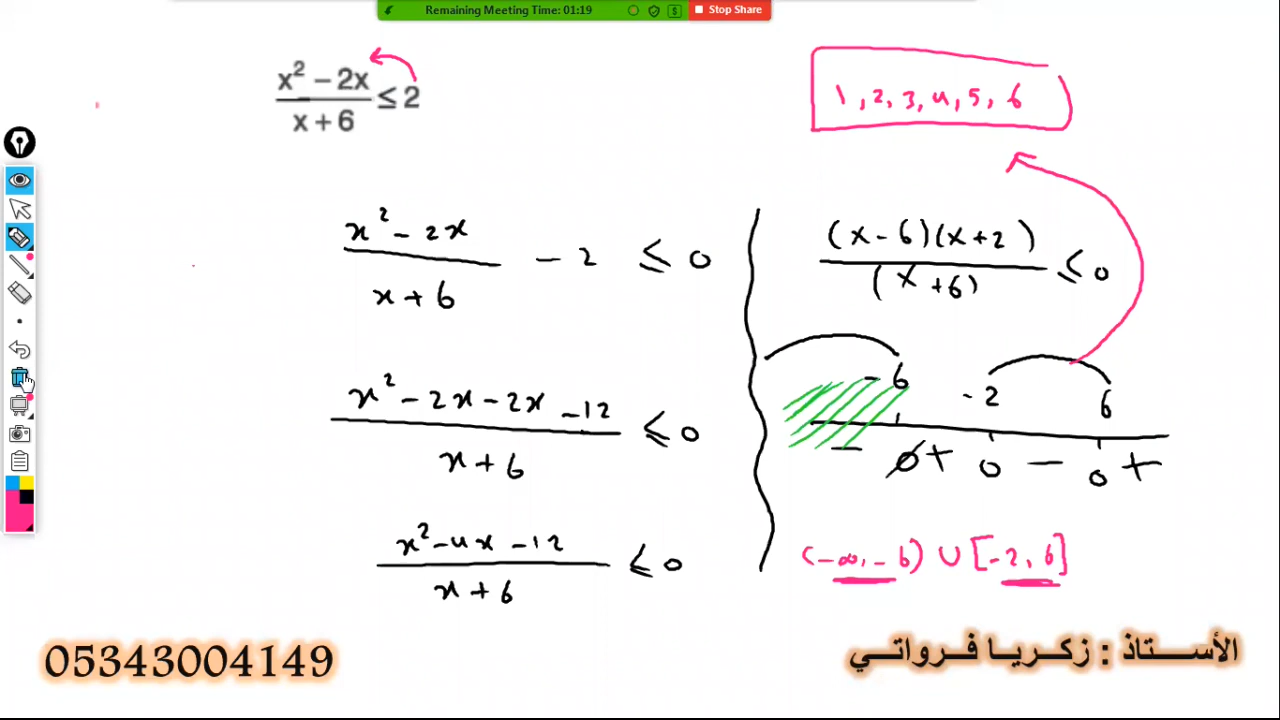 Remaining Meeting Time: 01:19
Stop Share
x² − 2x
x + 6
≤ 2
1, 2, 3, 4, 5, 6
x² − 2x
x + 6
− 2 ≤ 0
x² − 2x − 2x − 12
x + 6
≤ 0
x² − 4x − 12
x + 6
≤ 0
(x − 6)(x + 2)
(x + 6)
≤ 0
−6 −2 6
− 0 + 0 − 0 +
(−∞, −6) ∪ [−2, 6]
05343004149
الأستاذ : زكريا فرواتي